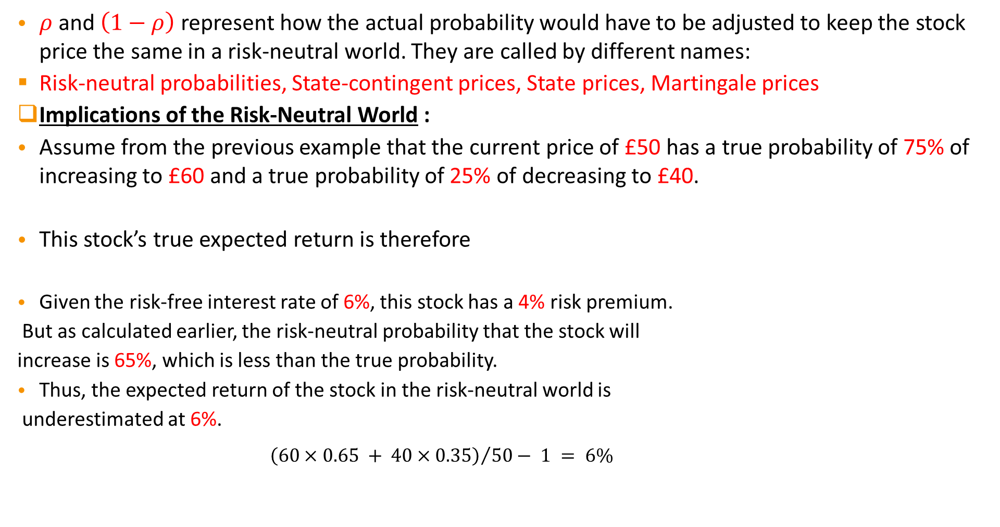 • ρ and (1 − ρ) represent how the actual probability would have to be adjusted to keep the stock
price the same in a risk-neutral world. They are called by different names:
▪ Risk-neutral probabilities, State-contingent prices, State prices, Martingale prices
❑Implications of the Risk-Neutral World :
• Assume from the previous example that the current price of £50 has a true probability of 75% of
increasing to £60 and a true probability of 25% of decreasing to £40.
• This stock’s true expected return is therefore
• Given the risk-free interest rate of 6%, this stock has a 4% risk premium.
But as calculated earlier, the risk-neutral probability that the stock will
increase is 65%, which is less than the true probability.
• Thus, the expected return of the stock in the risk-neutral world is
underestimated at 6%.
(60 × 0.65 + 40 × 0.35)/50 − 1 = 6%